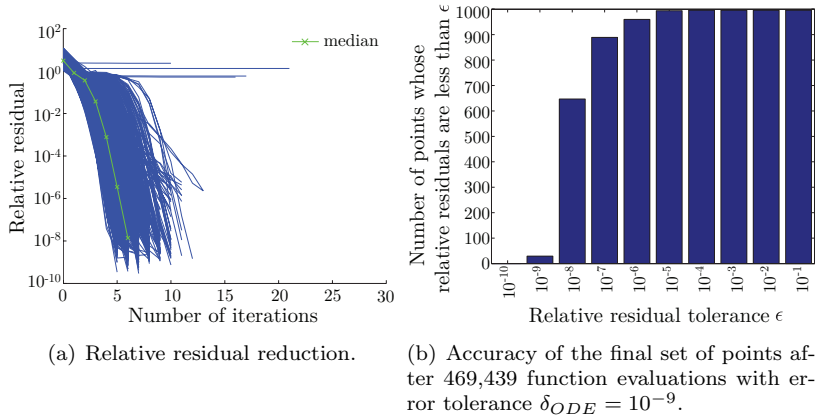 10^2
10^0
10^-2
10^-4
10^-6
10^-8
10^-10
Relative residual
median
0 5 10 15 20 25 30
Number of iterations
(a) Relative residual reduction.
1000
900
800
700
600
500
400
300
200
100
0
Number of points whose
relative residuals are less than ϵ
10^-10 10^-9 10^-8 10^-7 10^-6 10^-5 10^-4 10^-3 10^-2 10^-1
Relative residual tolerance ϵ
(b) Accuracy of the final set of points af-
ter 469,439 function evaluations with er-
ror tolerance δ_ODE = 10^-9.